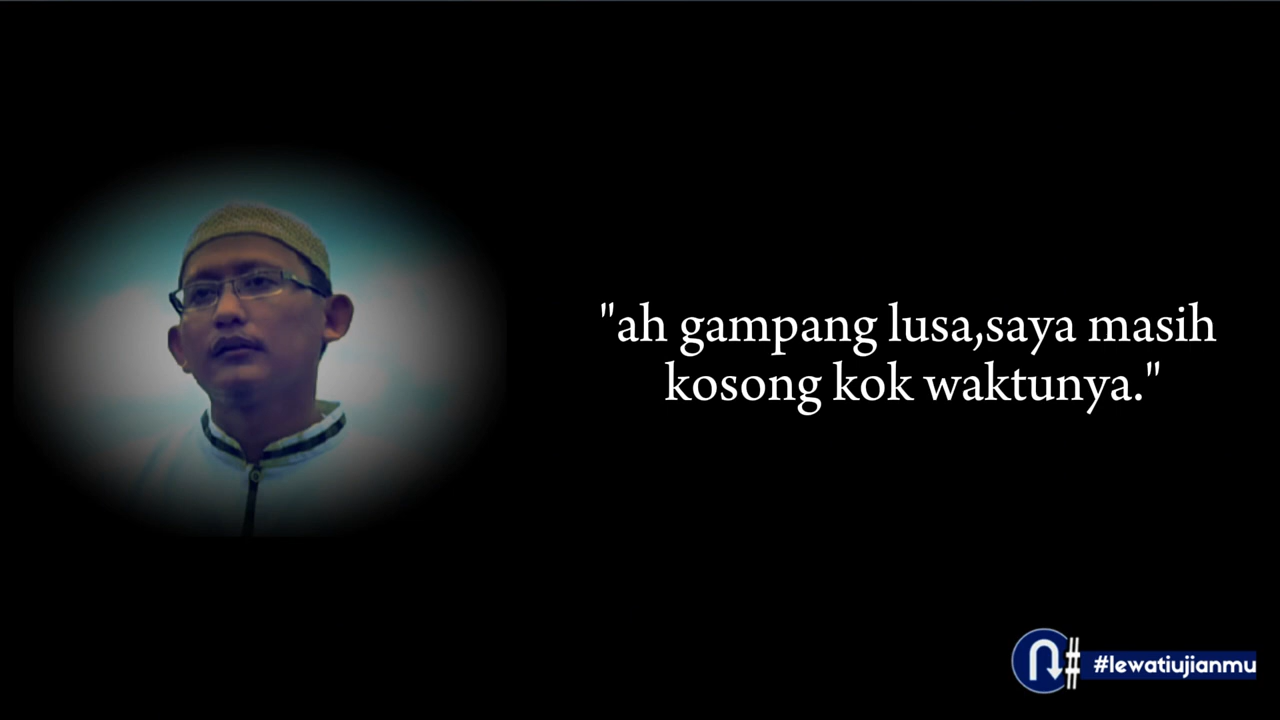 "ah gampang lusa,saya masih
kosong kok waktunya."
#lewatiujianmu